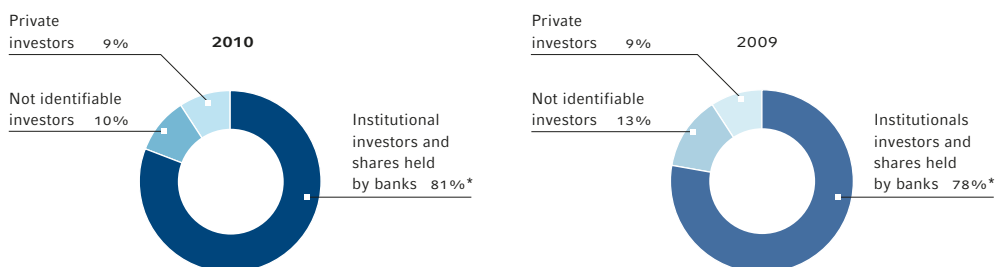 Private
investors 9%
2010
Not identifiable
investors 10%
Institutional
investors and
shares held
by banks 81%*
Private
investors 9%
2009
Not identifiable
investors 13%
Institutionals
investors and
shares held
by banks 78%*